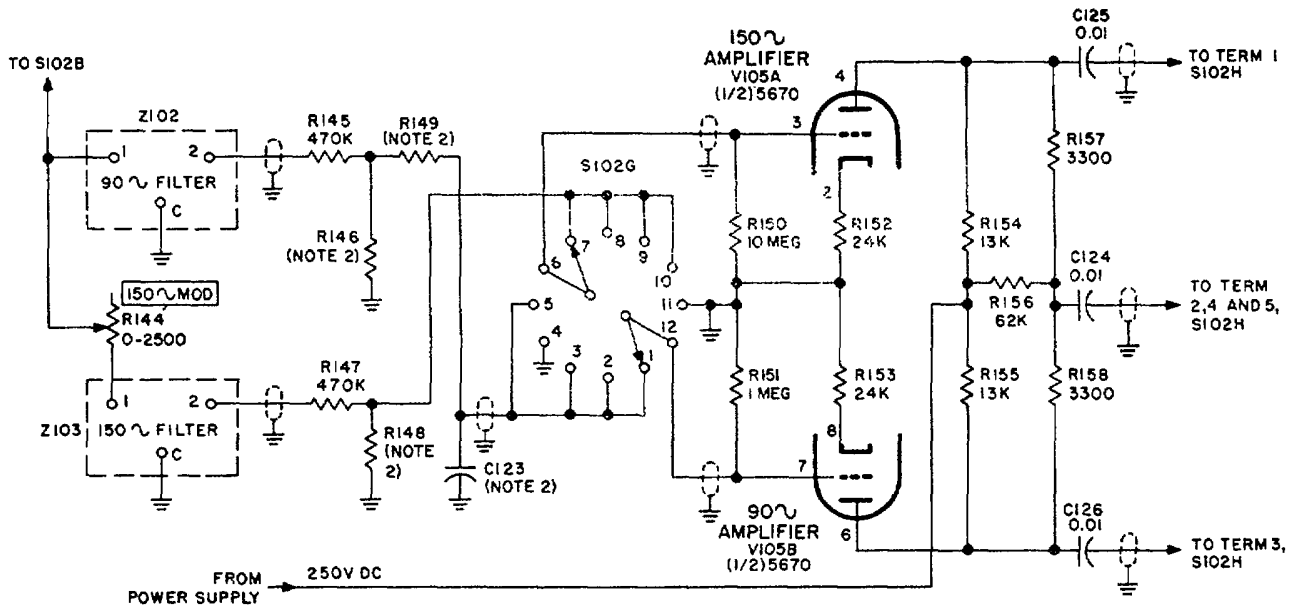 TO S102B
Z102
1
2
90∿ FILTER
C
R145
470K
R149
(NOTE 2)
R146
(NOTE 2)
150∿MOD
R144
0-2500
Z103
1
2
150∿ FILTER
C
R147
470K
R148
(NOTE
2)
C123
(NOTE 2)
S102G
7
8
9
6
10
5
11
4
12
3
2
1
150∿
AMPLIFIER
V105A
(1/2)5670
4
3
2
R150
10 MEG
R152
24K
R151
1 MEG
R153
24K
8
7
6
90∿
AMPLIFIER
V105B
(1/2)5670
R154
13K
R156
62K
R155
13K
R157
3300
R158
3300
C125
0.01
TO TERM 1
S102H
C124
0.01
TO TERM
2,4 AND 5,
S102H
C126
0.01
TO TERM 3,
S102H
FROM
POWER SUPPLY
250V DC